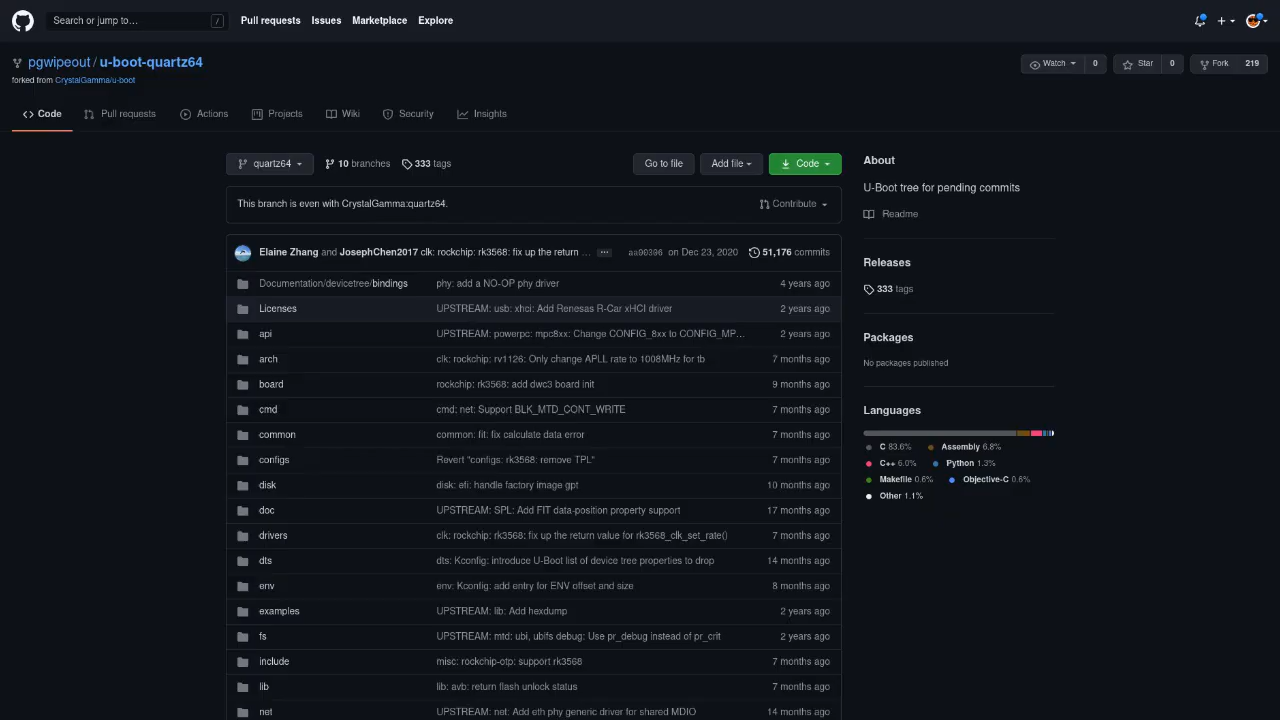 Search or jump to… /
Pull requests Issues Marketplace Explore
pgwipeout / u-boot-quartz64
forked from CrystalGamma/u-boot
Watch 0 Star 0 Fork 219
Code Pull requests Actions Projects Wiki Security Insights
quartz64 10 branches 333 tags Go to file Add file Code
This branch is even with CrystalGamma:quartz64. Contribute
Elaine Zhang and JosephChen2017 clk: rockchip: rk3568: fix up the return … ··· aa00306 on Dec 23, 2020 51,176 commits
Documentation/devicetree/bindings phy: add a NO-OP phy driver 4 years ago
Licenses UPSTREAM: usb: xhci: Add Renesas R-Car xHCI driver 2 years ago
api UPSTREAM: powerpc: mpc8xx: Change CONFIG_8xx to CONFIG_MP… 2 years ago
arch clk: rockchip: rv1126: Only change APLL rate to 1008MHz for tb 7 months ago
board rockchip: rk3568: add dwc3 board init 9 months ago
cmd cmd: net: Support BLK_MTD_CONT_WRITE 7 months ago
common common: fit: fix calculate data error 7 months ago
configs Revert "configs: rk3568: remove TPL" 7 months ago
disk disk: efi: handle factory image gpt 10 months ago
doc UPSTREAM: SPL: Add FIT data-position property support 17 months ago
drivers clk: rockchip: rk3568: fix up the return value for rk3568_clk_set_rate() 7 months ago
dts dts: Kconfig: introduce U-Boot list of device tree properties to drop 14 months ago
env env: Kconfig: add entry for ENV offset and size 8 months ago
examples UPSTREAM: lib: Add hexdump 2 years ago
fs UPSTREAM: mtd: ubi, ubifs debug: Use pr_debug instead of pr_crit 2 years ago
include misc: rockchip-otp: support rk3568 7 months ago
lib lib: avb: return flash unlock status 7 months ago
net UPSTREAM: net: Add eth phy generic driver for shared MDIO 14 months ago
About
U-Boot tree for pending commits
Readme
Releases
333 tags
Packages
No packages published
Languages
C 83.6% Assembly 6.8%
C++ 6.0% Python 1.3%
Makefile 0.6% Objective-C 0.6%
Other 1.1%